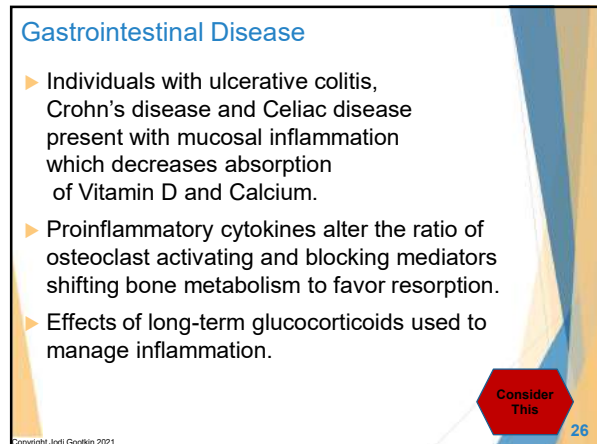 Gastrointestinal Disease
Individuals with ulcerative colitis,
Crohn's disease and Celiac disease
present with mucosal inflammation
which decreases absorption
of Vitamin D and Calcium.
Proinflammatory cytokines alter the ratio of
osteoclast activating and blocking mediators
shifting bone metabolism to favor resorption.
Effects of long-term glucocorticoids used to
manage inflammation.
Consider
This
26
Copyright Jodi Gootkin 2021